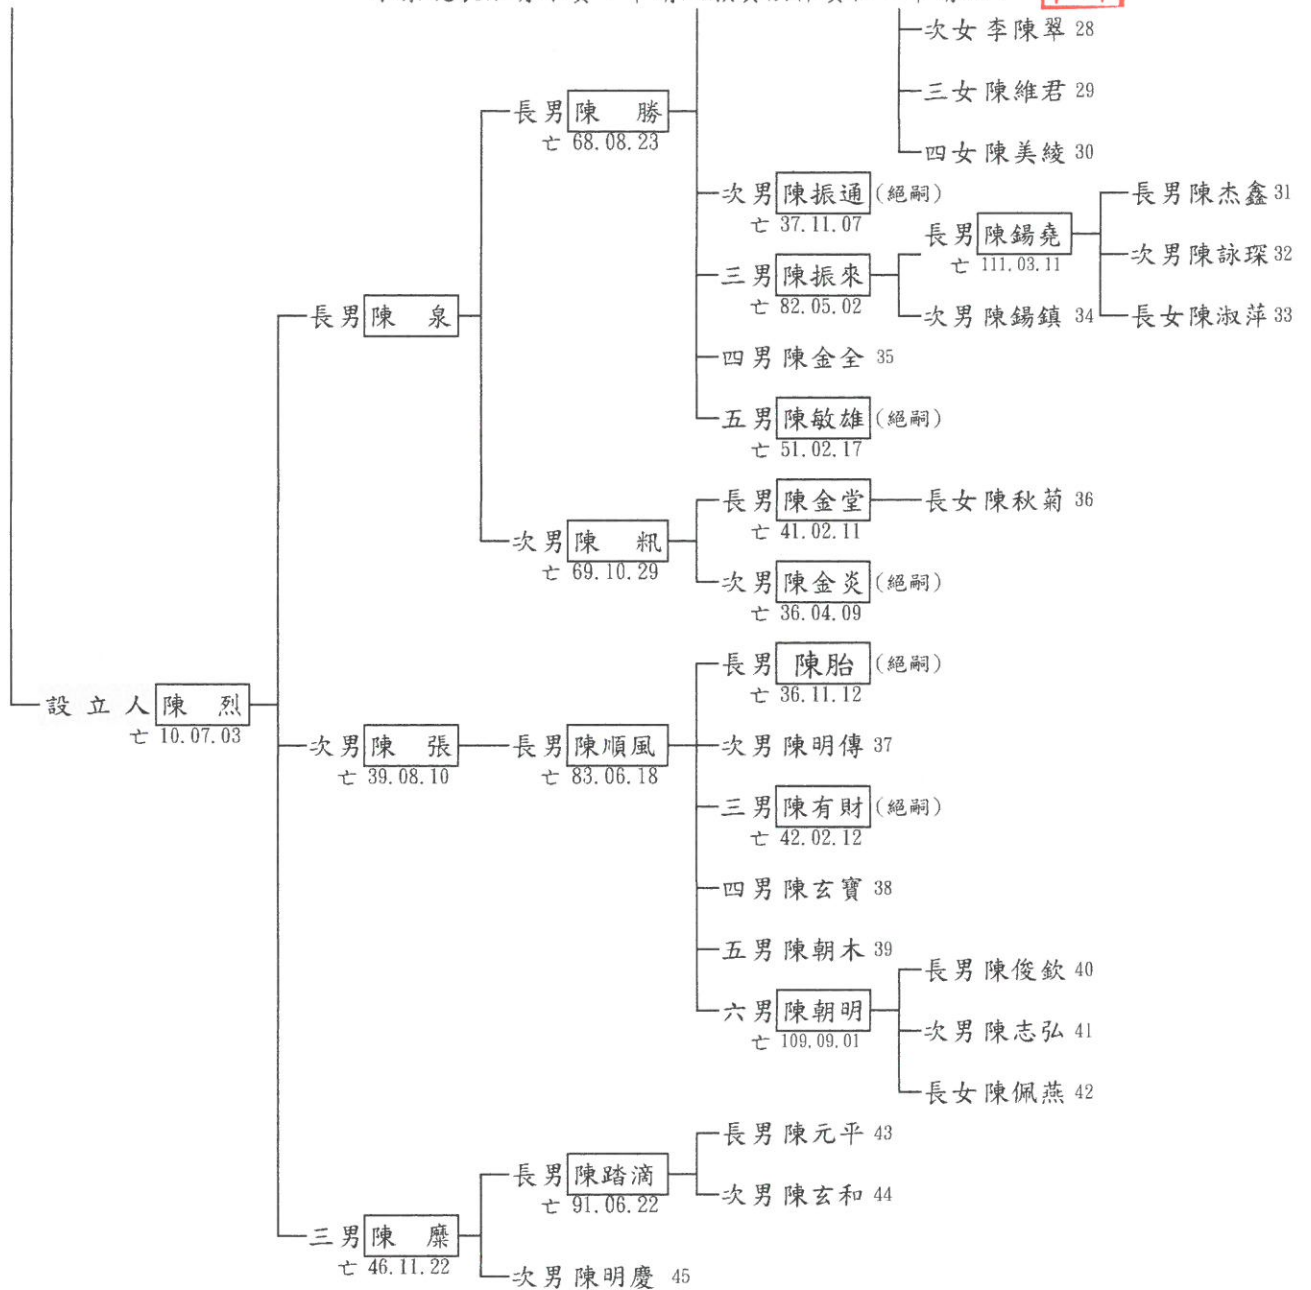 次女 李陳翠 28
三女 陳維君 29
四女 陳美綾 30
長男 陳勝
亡 68.08.23
次男 陳振通 (絕嗣)
亡 37.11.07
三男 陳振來
亡 82.05.02
長男 陳錫堯
亡 111.03.11
長男 陳杰鑫 31
次男 陳詠琛 32
長女 陳淑萍 33
次男 陳錫鎮 34
長男 陳泉
四男 陳金全 35
五男 陳敏雄 (絕嗣)
亡 51.02.17
長男 陳金堂
亡 41.02.11
長女 陳秋菊 36
次男 陳籸
亡 69.10.29
次男 陳金炎 (絕嗣)
亡 36.04.09
設立人 陳烈
亡 10.07.03
長男 陳胎 (絕嗣)
亡 36.11.12
次男 陳張
亡 39.08.10
長男 陳順風
亡 83.06.18
次男 陳明傳 37
三男 陳有財 (絕嗣)
亡 42.02.12
四男 陳玄寶 38
五男 陳朝木 39
六男 陳朝明
亡 109.09.01
長男 陳俊欽 40
次男 陳志弘 41
長女 陳佩燕 42
長男 陳踏滴
亡 91.06.22
長男 陳元平 43
次男 陳玄和 44
三男 陳糜
亡 46.11.22
次男 陳明慶 45